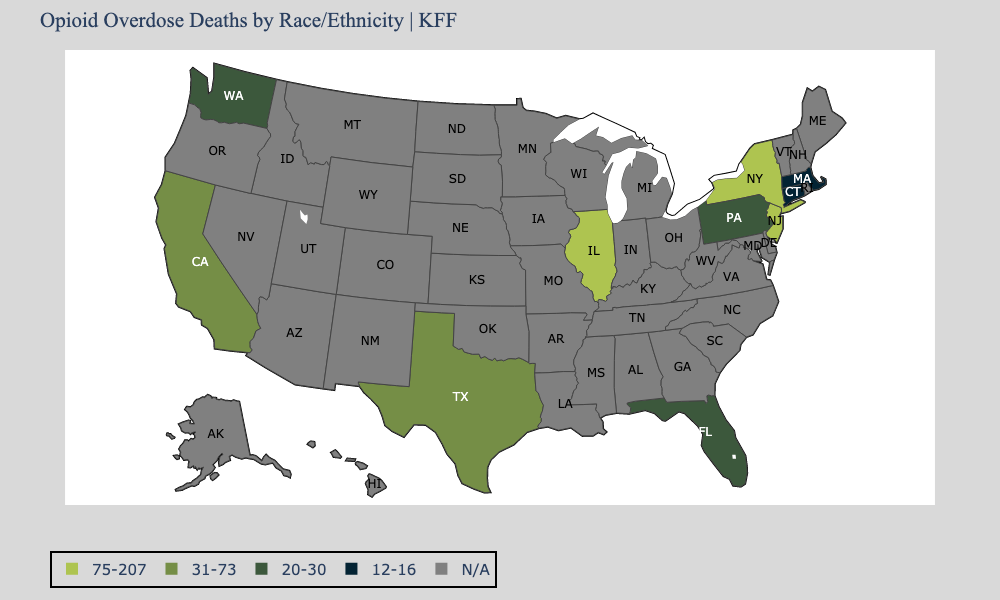 Opioid Overdose Deaths by Race/Ethnicity | KFF
WA
MT
ND
MN
ME
OR
ID
SD
WI
MI
VT
NH
WY
NY
MA
CT
NV
UT
NE
IA
IL
IN
OH
PA
NJ
CA
CO
KS
MO
KY
WV
VA
MD
DE
AZ
NM
OK
AR
TN
NC
SC
TX
LA
MS
AL
GA
FL
AK
HI
75-207 31-73 20-30 12-16 N/A